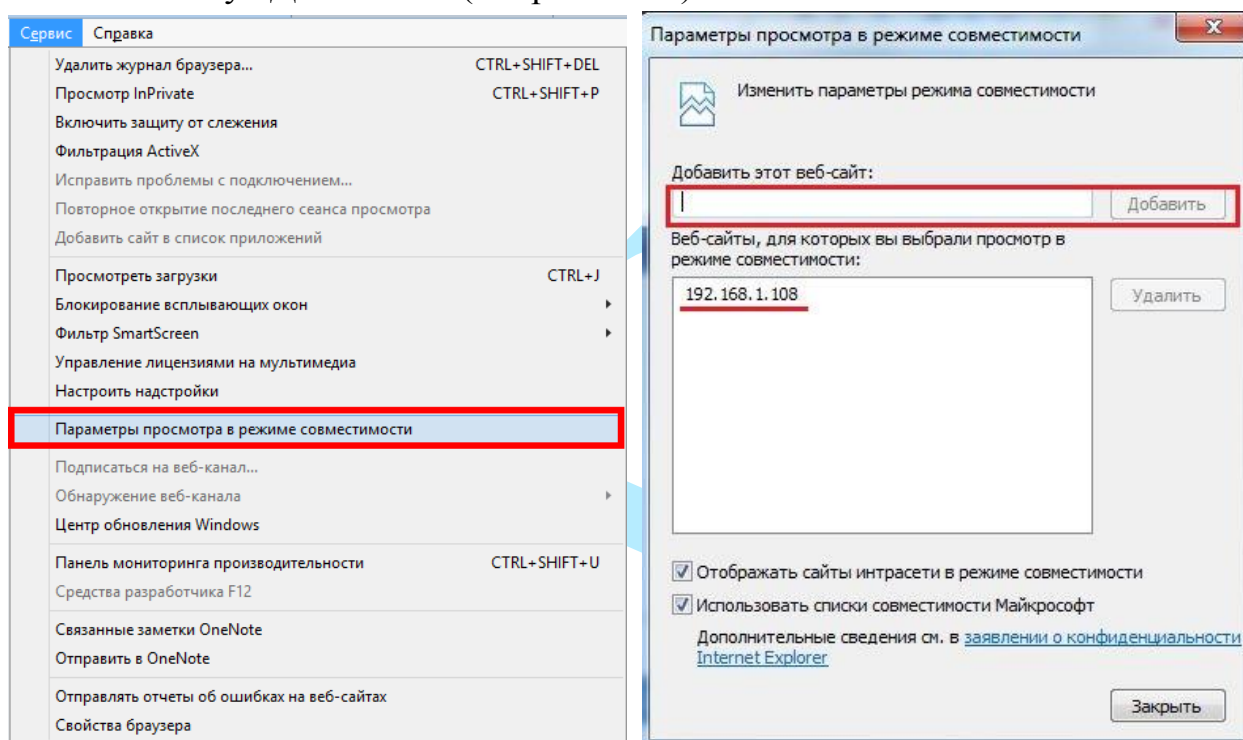 Сервис Справка
Удалить журнал браузера... CTRL+SHIFT+DEL
Просмотр InPrivate CTRL+SHIFT+P
Включить защиту от слежения
Фильтрация ActiveX
Исправить проблемы с подключением...
Повторное открытие последнего сеанса просмотра
Добавить сайт в список приложений
Просмотреть загрузки CTRL+J
Блокирование всплывающих окон
Фильтр SmartScreen
Управление лицензиями на мультимедиа
Настроить надстройки
Параметры просмотра в режиме совместимости
Подписаться на веб-канал...
Обнаружение веб-канала
Центр обновления Windows
Панель мониторинга производительности CTRL+SHIFT+U
Средства разработчика F12
Связанные заметки OneNote
Отправить в OneNote
Отправлять отчеты об ошибках на веб-сайтах
Свойства браузера
Параметры просмотра в режиме совместимости
Изменить параметры режима совместимости
Добавить этот веб-сайт:
Добавить
Веб-сайты, для которых вы выбрали просмотр в
режиме совместимости:
192.168.1.108
Удалить
Отображать сайты интрасети в режиме совместимости
Использовать списки совместимости Майкрософт
Дополнительные сведения см. в заявлении о конфиденциальности
Internet Explorer
Закрыть